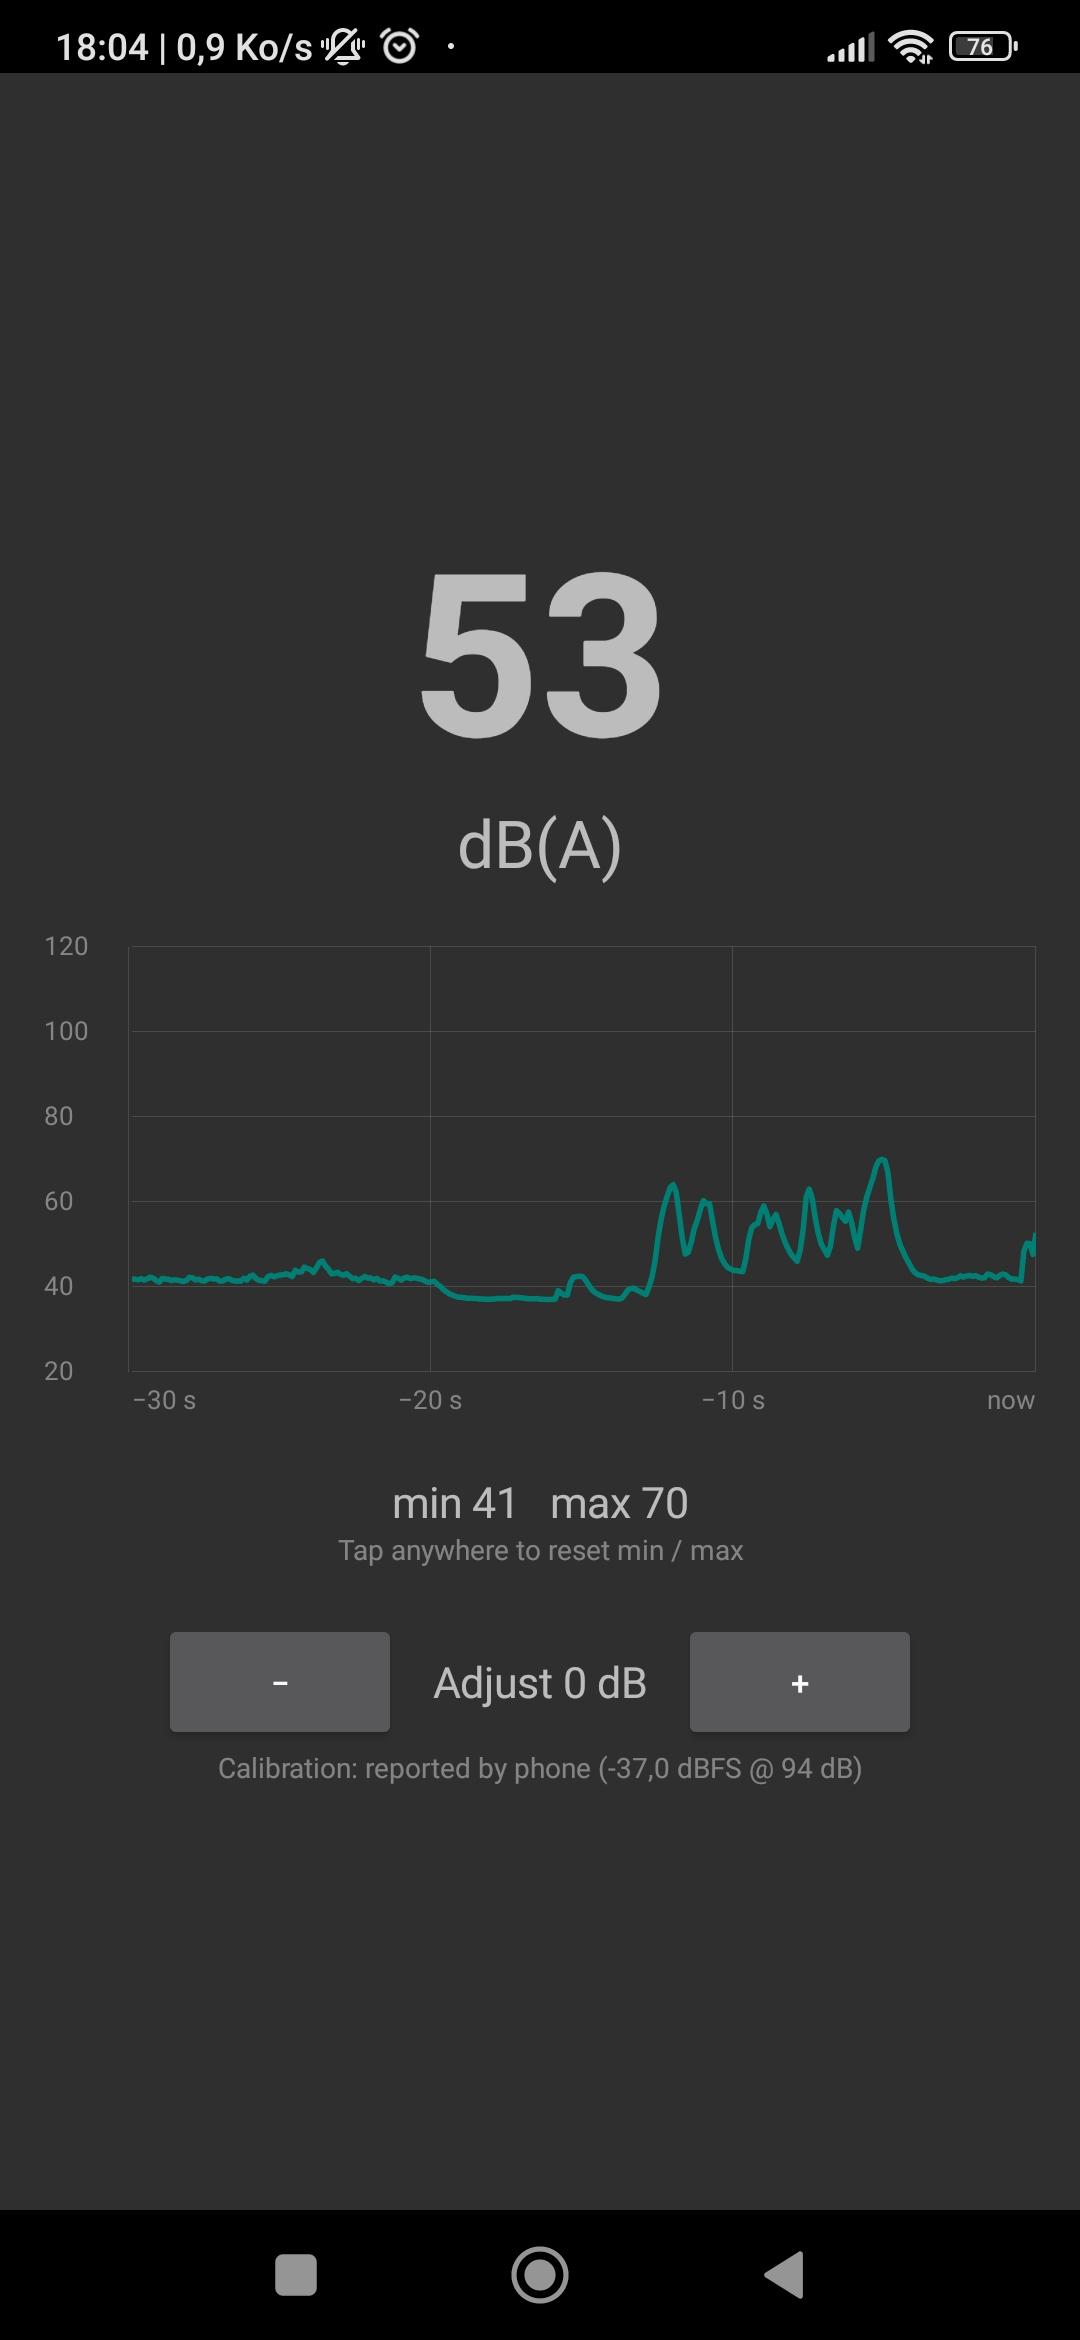 18:04 | 0,9 Ko/s
76
53
dB(A)
120
100
80
60
40
20
−30 s −20 s −10 s now
min 41 max 70
Tap anywhere to reset min / max
− Adjust 0 dB +
Calibration: reported by phone (-37,0 dBFS @ 94 dB)